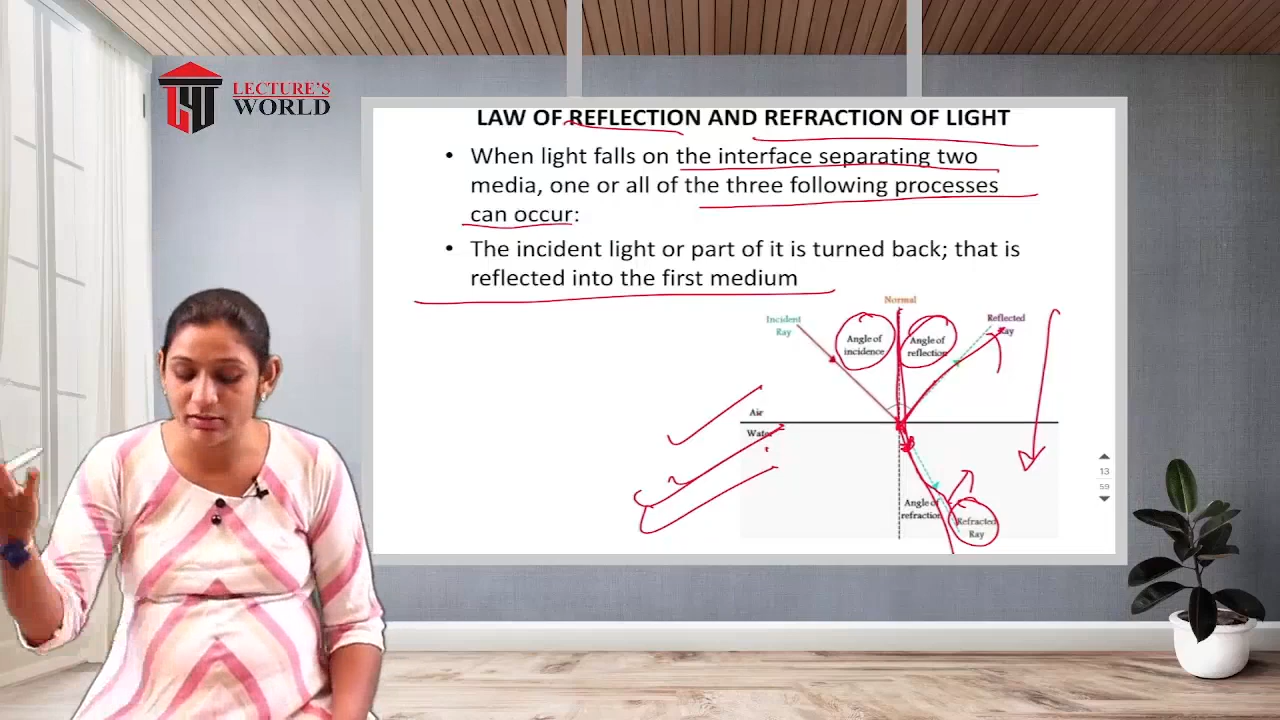 LECTURE'S
WORLD
LAW OF REFLECTION AND REFRACTION OF LIGHT
• When light falls on the interface separating two
media, one or all of the three following processes
can occur:
• The incident light or part of it is turned back; that is
reflected into the first medium
Normal
Incident
Ray
Reflected
Ray
Angle of
incidence
Angle of
reflection
Air
Water
Angle of
refraction
Refracted
Ray
13
59